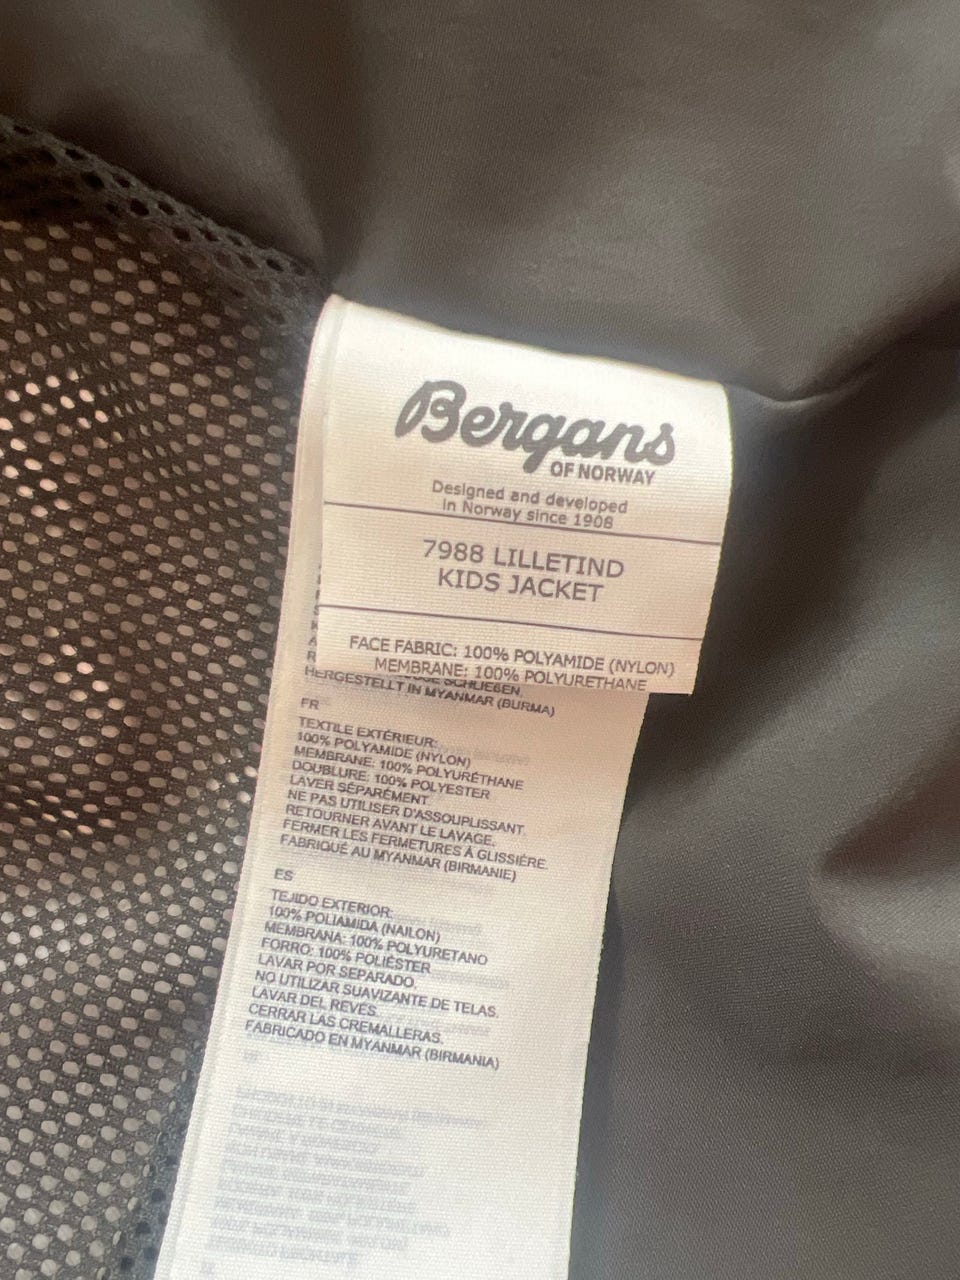 Bergans
OF NORWAY
Designed and developed
in Norway since 1908
7988 LILLETIND
KIDS JACKET
FACE FABRIC: 100% POLYAMIDE (NYLON)
MEMBRANE: 100% POLYURETHANE
SCHLIEßEN.
HERGESTELLT IN MYANMAR (BURMA)
FR
TEXTILE EXTÉRIEUR:
100% POLYAMIDE (NYLON)
MEMBRANE: 100% POLYURÉTHANE
DOUBLURE: 100% POLYESTER
LAVER SÉPARÉMENT.
NE PAS UTILISER D'ASSOUPLISSANT.
RETOURNER AVANT LE LAVAGE.
FERMER LES FERMETURES À GLISSIÈRE.
FABRIQUÉ AU MYANMAR (BIRMANIE)
ES
TEJIDO EXTERIOR:
100% POLIAMIDA (NAILON)
MEMBRANA: 100% POLYURETANO
FORRO: 100% POLIÉSTER
LAVAR POR SEPARADO.
NO UTILIZAR SUAVIZANTE DE TELAS.
LAVAR DEL REVÉS.
CERRAR LAS CREMALLERAS.
FABRICADO EN MYANMAR (BIRMANIA)